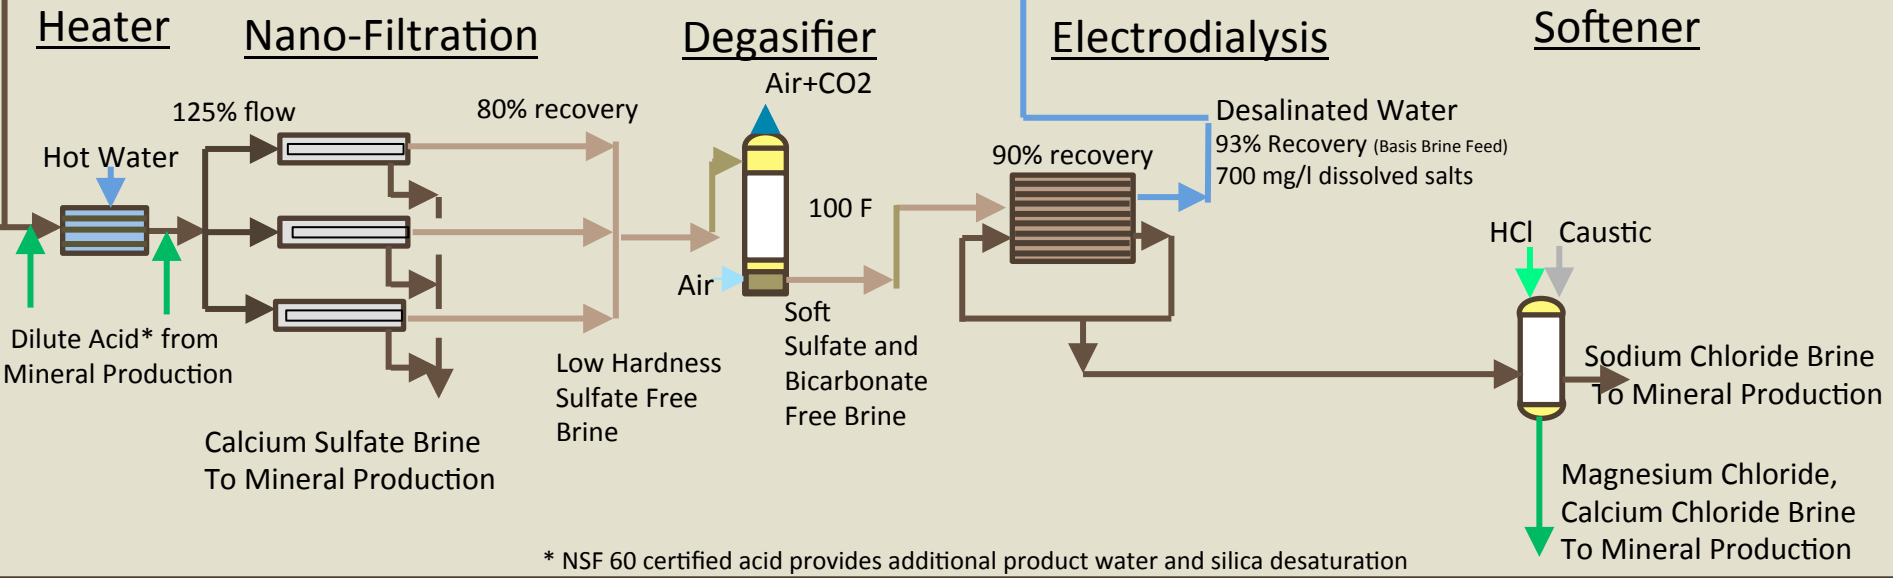 Heater
Nano-Filtration
Degasifier
Electrodialysis
Softener
125% flow
80% recovery
Air+CO2
Desalinated Water
93% Recovery (Basis Brine Feed)
700 mg/l dissolved salts
Hot Water
90% recovery
100 F
HCl
Caustic
Air
Dilute Acid* from
Mineral Production
Low Hardness
Sulfate Free
Brine
Soft
Sulfate and
Bicarbonate
Free Brine
Sodium Chloride Brine
To Mineral Production
Calcium Sulfate Brine
To Mineral Production
Magnesium Chloride,
Calcium Chloride Brine
To Mineral Production
* NSF 60 certified acid provides additional product water and silica desaturation